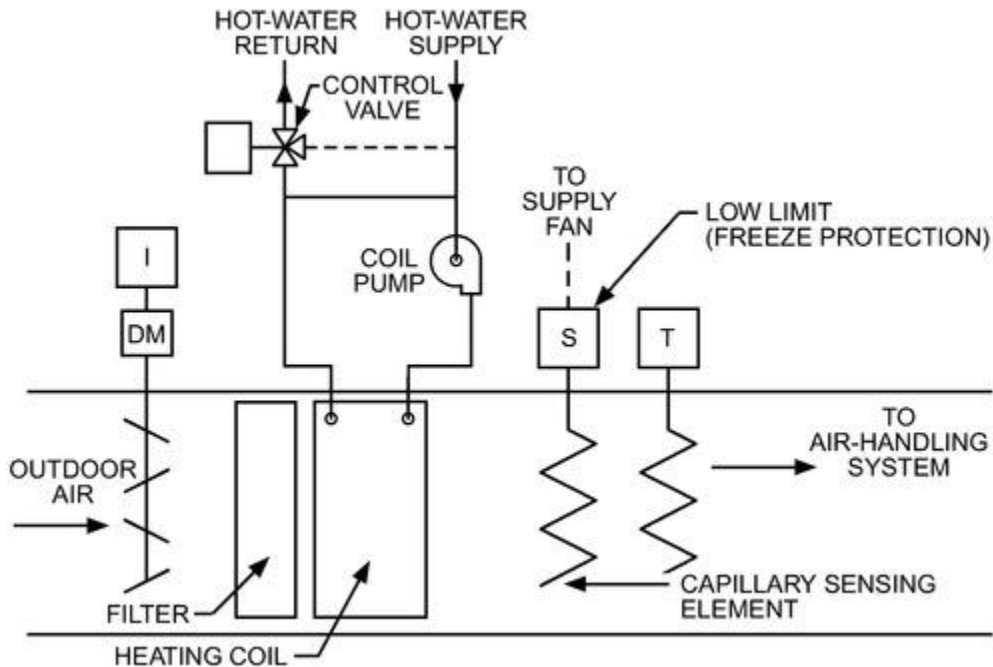 HOT-WATER
RETURN
HOT-WATER
SUPPLY
CONTROL
VALVE
TO
SUPPLY
FAN
LOW LIMIT
(FREEZE PROTECTION)
I
COIL
PUMP
DM
S
T
OUTDOOR
AIR
TO
AIR-HANDLING
SYSTEM
FILTER
CAPILLARY SENSING
ELEMENT
HEATING COIL